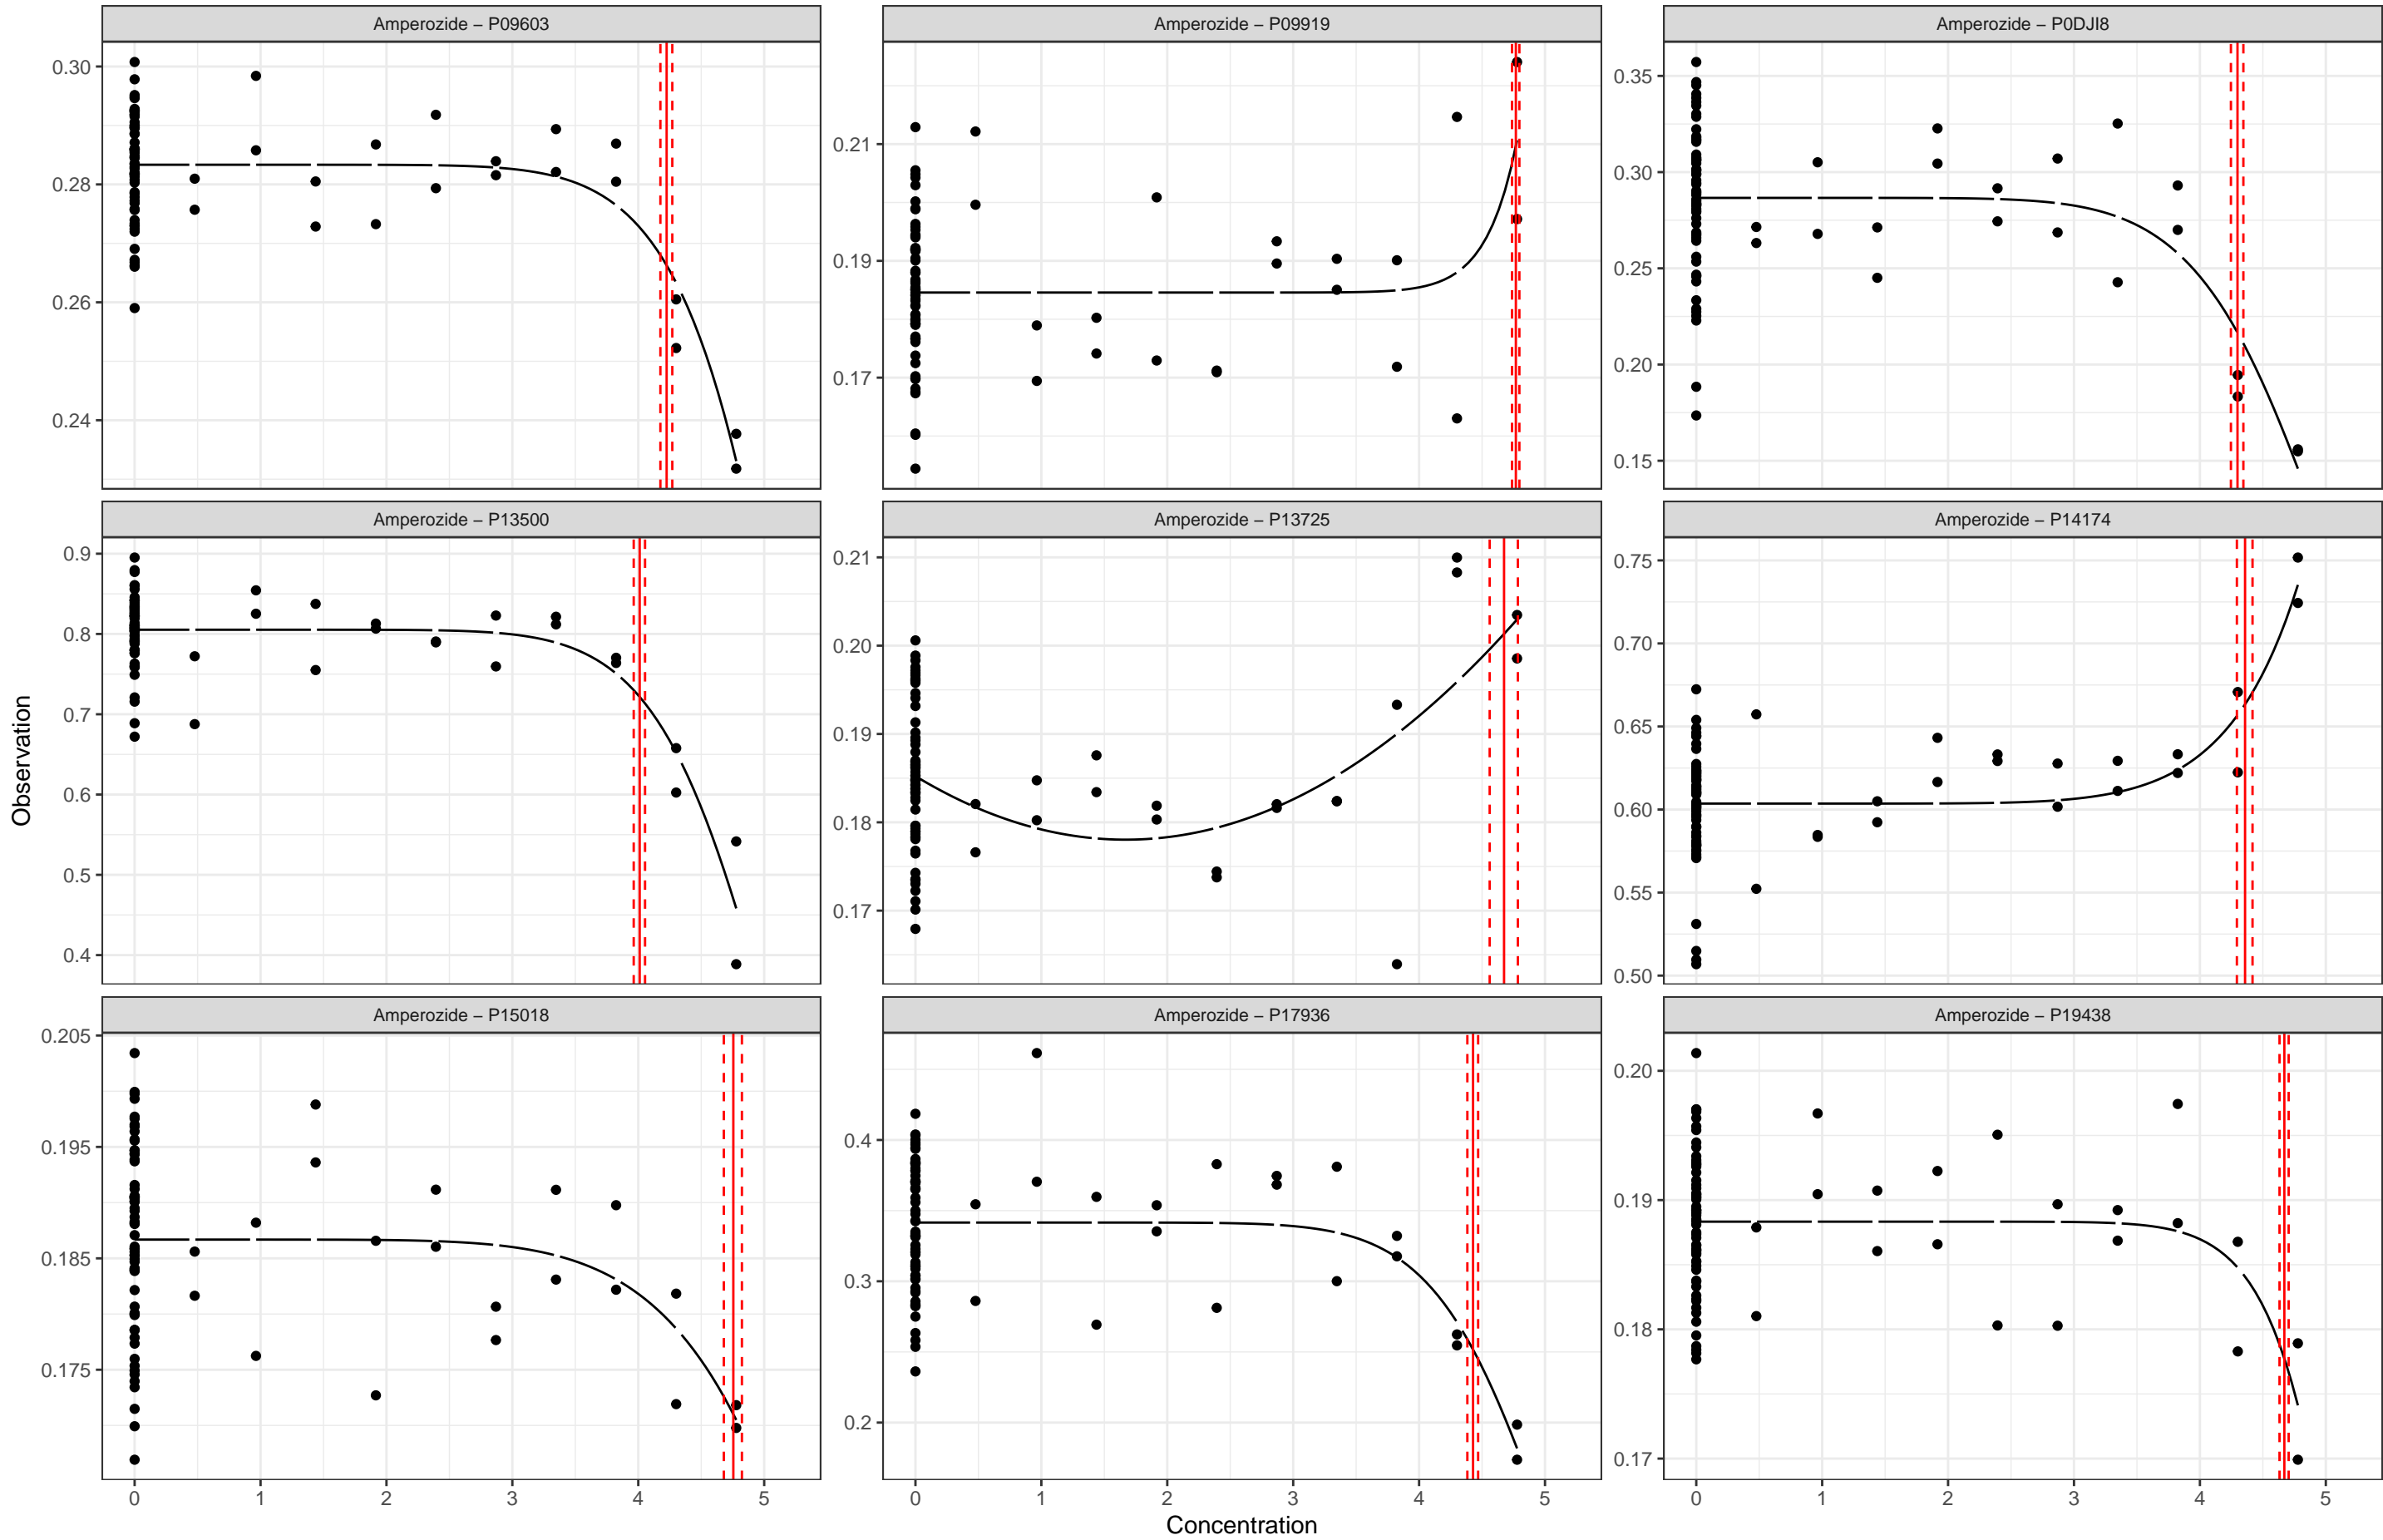 Amperozide − P09603
Amperozide − P09919
Amperozide − P0DJI8
0.30
0.28
0.26
0.24
0.21
0.19
0.17
0.35
0.30
0.25
0.20
0.15
Amperozide − P13500
Amperozide − P13725
Amperozide − P14174
0.9
0.8
0.7
0.6
0.5
0.4
0.21
0.20
0.19
0.18
0.17
0.75
0.70
0.65
0.60
0.55
0.50
Observation
Amperozide − P15018
Amperozide − P17936
Amperozide − P19438
0.205
0.195
0.185
0.175
0.4
0.3
0.2
0.20
0.19
0.18
0.17
0 1 2 3 4 5
0 1 2 3 4 5
0 1 2 3 4 5
Concentration